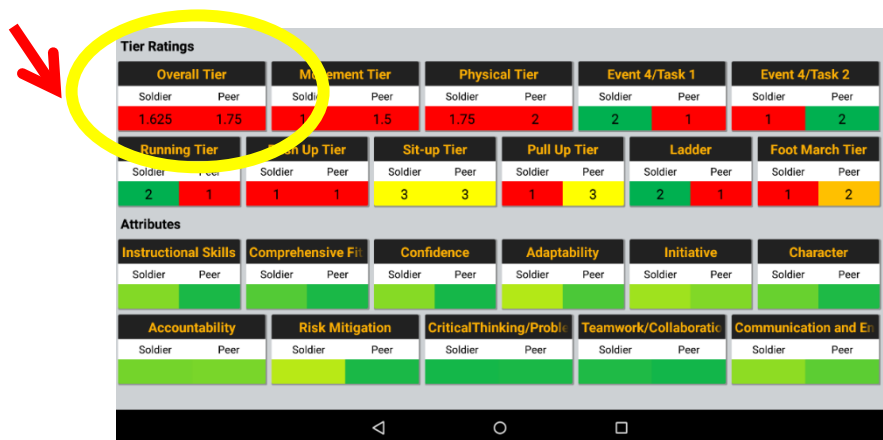 Tier Ratings
Overall Tier Movement Tier Physical Tier Event 4/Task 1 Event 4/Task 2
Soldier Peer Soldier Peer Soldier Peer Soldier Peer Soldier Peer
1.625 1.75 1 1.5 1.75 2 2 1 1 2
Running Tier Push Up Tier Sit-up Tier Pull Up Tier Ladder Foot March Tier
Soldier Peer Soldier Peer Soldier Peer Soldier Peer Soldier Peer Soldier Peer
2 1 1 1 3 3 1 3 2 1 1 2
Attributes
Instructional Skills Comprehensive Fit Confidence Adaptability Initiative Character
Soldier Peer Soldier Peer Soldier Peer Soldier Peer Soldier Peer Soldier Peer
Accountability Risk Mitigation CriticalThinking/Proble Teamwork/Collaboratio Communication and En
Soldier Peer Soldier Peer Soldier Peer Soldier Peer Soldier Peer